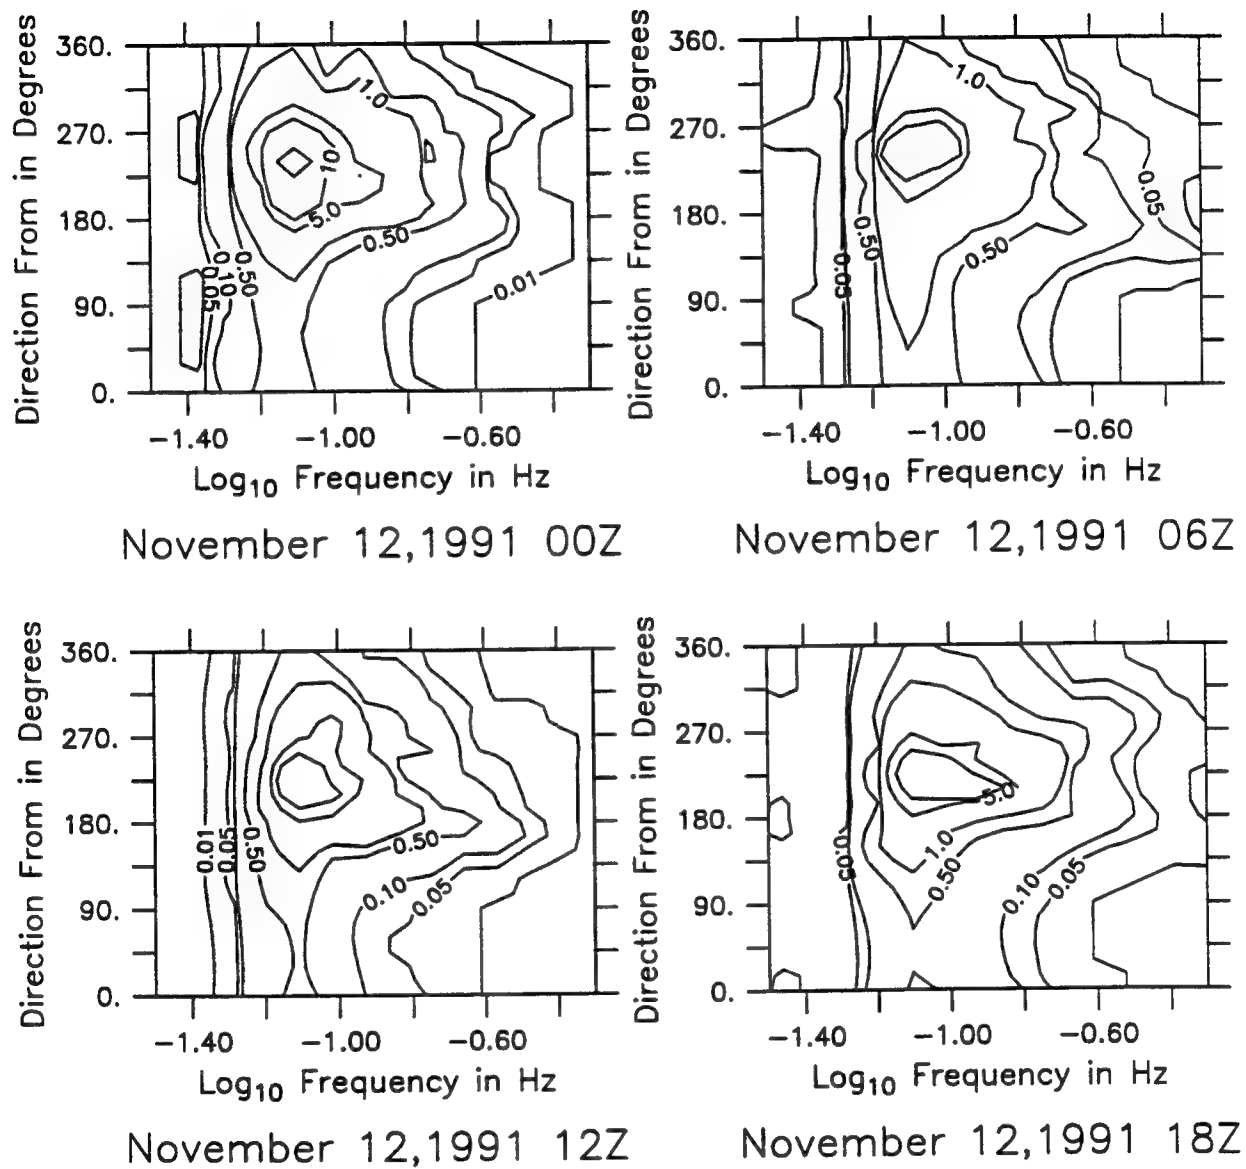 360.
270.
180.
90.
0.
Direction From in Degrees
1.0
10
5.0
0.50
0.50
0.10
0.05
0.01
-1.40 -1.00 -0.60
Log10 Frequency in Hz
November 12,1991 00Z
360.
270.
180.
90.
0.
Direction From in Degrees
1.0
0.05
0.50
0.50
0.05
-1.40 -1.00 -0.60
Log10 Frequency in Hz
November 12,1991 06Z
360.
270.
180.
90.
0.
Direction From in Degrees
0.01
0.05
0.50
0.50
0.10
0.05
-1.40 -1.00 -0.60
Log10 Frequency in Hz
November 12,1991 12Z
360.
270.
180.
90.
0.
Direction From in Degrees
5.0
1.0
0.50
0.05
0.10
0.05
-1.40 -1.00 -0.60
Log10 Frequency in Hz
November 12,1991 18Z